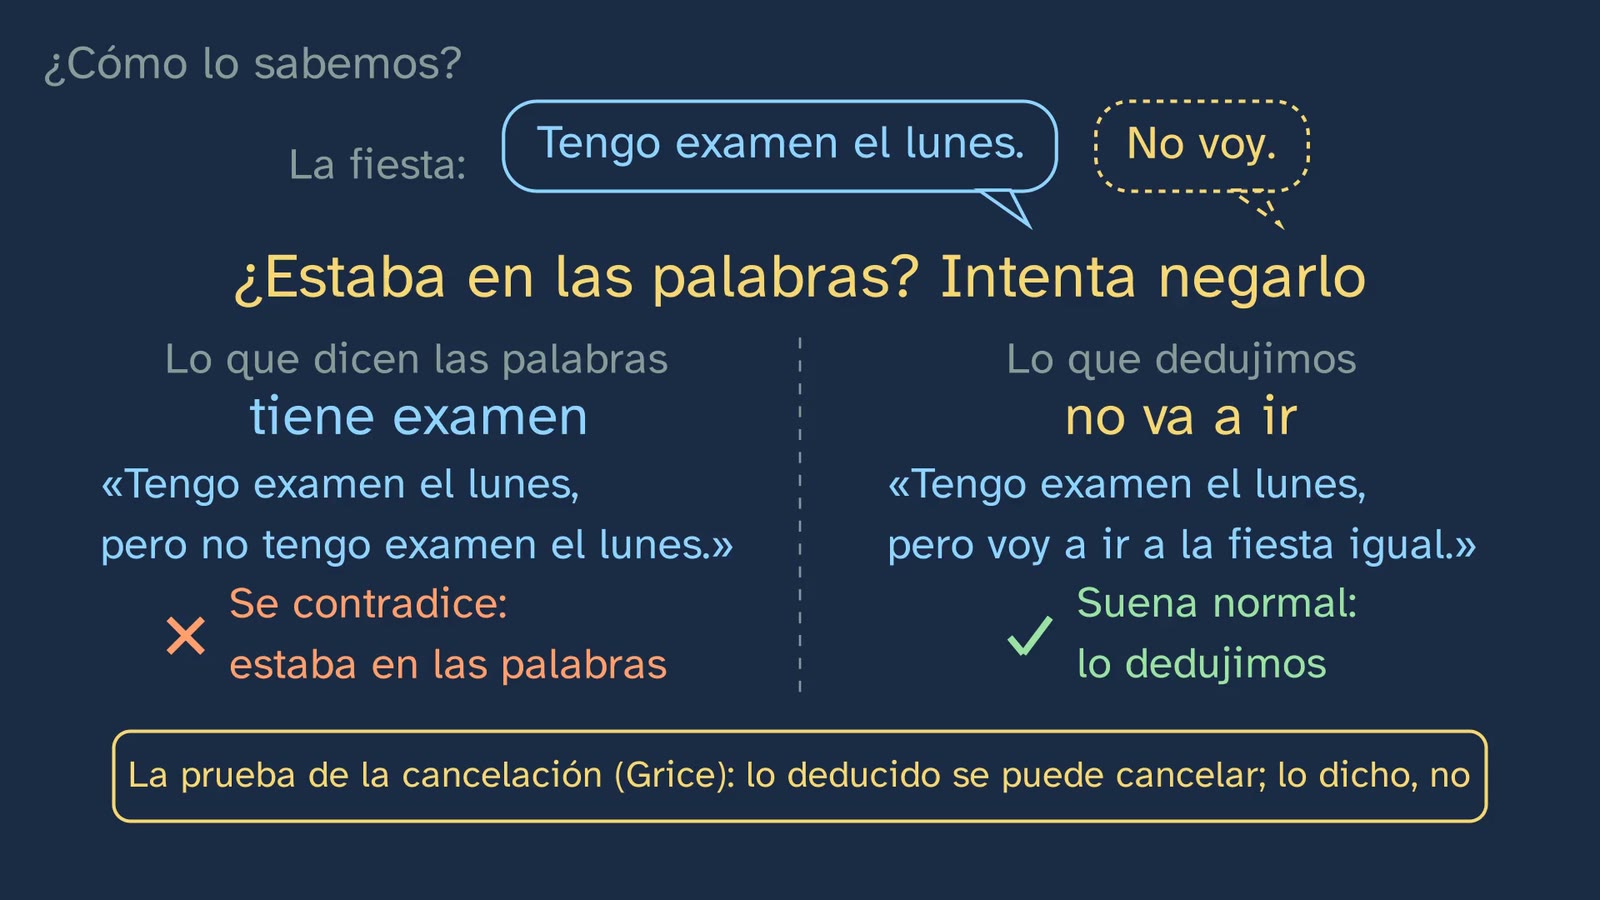 ¿Cómo lo sabemos?
La fiesta:
Tengo examen el lunes.
No voy.
¿Estaba en las palabras? Intenta negarlo
Lo que dicen las palabras
tiene examen
«Tengo examen el lunes,
pero no tengo examen el lunes.»
Se contradice:
estaba en las palabras
Lo que dedujimos
no va a ir
«Tengo examen el lunes,
pero voy a ir a la fiesta igual.»
Suena normal:
lo dedujimos
La prueba de la cancelación (Grice): lo deducido se puede cancelar; lo dicho, no